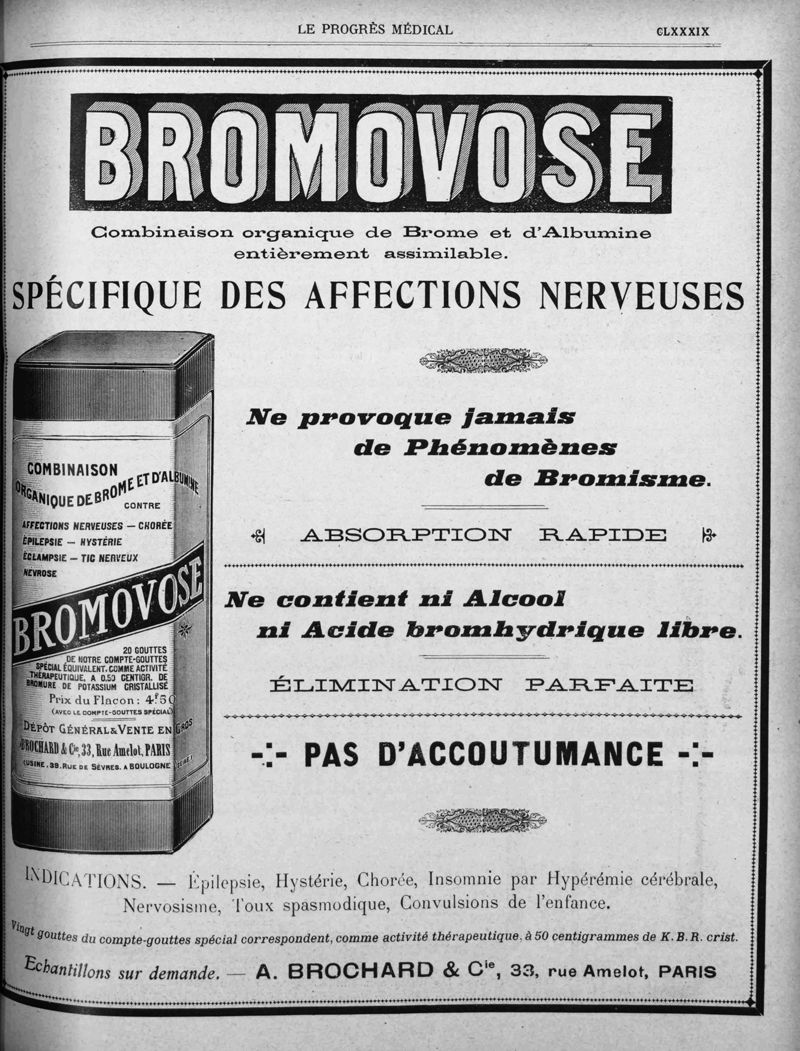 LE PROGRÈS MÉDICAL
CLXXXIX
BROMOVOSE
Combinaison organique de Brome et d'Albumine
entièrement assimilable.
SPÉCIFIQUE DES AFFECTIONS NERVEUSES
Ne provoque jamais
de Phénomènes
de Bromisme.
ABSORPTION RAPIDE
Ne contient ni Alcool
ni Acide bromhydrique libre.
ÉLIMINATION PARFAITE
-:- PAS D'ACCOUTUMANCE -:-
COMBINAISON
ORGANIQUE DE BROME ET D'ALBUMINE
CONTRE
AFFECTIONS NERVEUSES — CHORÉE
ÉPILEPSIE — HYSTÉRIE
ÉCLAMPSIE — TIC NERVEUX
NÉVROSE
BROMOVOSE
20 GOUTTES
DE NOTRE COMPTE-GOUTTES
SPÉCIAL ÉQUIVALENT, COMME ACTIVITÉ
THÉRAPEUTIQUE, A 0,50 CENTIGR. DE
BROMURE DE POTASSIUM CRISTALLISÉ
Prix du Flacon : 4f50
(AVEC LE COMPTE-GOUTTES SPÉCIAL)
DÉPÔT GÉNÉRAL & VENTE EN GROS
BROCHARD & Cie, 33, Rue Amelot, PARIS
(USINE, 39, RUE DE SÈVRES, A BOULOGNE
INDICATIONS. — Épilepsie, Hystérie, Chorée, Insomnie par Hypérémie cérébrale,
Nervosisme, Toux spasmodique, Convulsions de l'enfance.
Vingt gouttes du compte-gouttes spécial correspondent, comme activité thérapeutique, à 50 centigrammes de K.B.R. crist.
Echantillons sur demande. — A. BROCHARD & Cie, 33, rue Amelot, PARIS